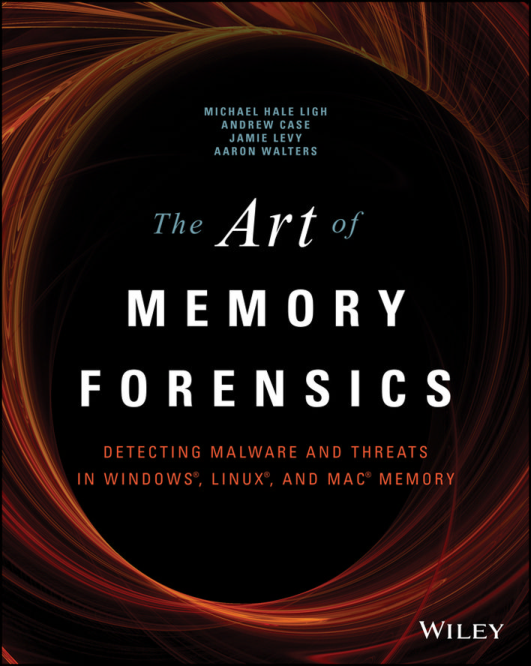 MICHAEL HALE LIGH
ANDREW CASE
JAMIE LEVY
AARON WALTERS
The Art of
MEMORY
FORENSICS
DETECTING MALWARE AND THREATS
IN WINDOWS®, LINUX®, AND MAC® MEMORY
WILEY